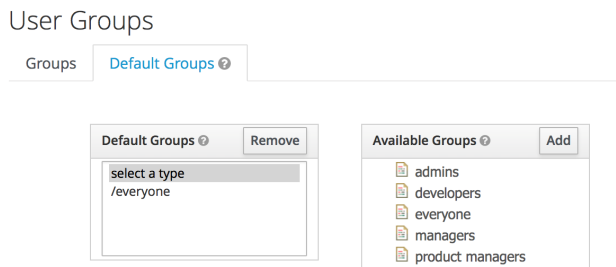 User Groups
Groups
Default Groups
Default Groups
Remove
select a type
/everyone
Available Groups
Add
admins
developers
everyone
managers
product managers